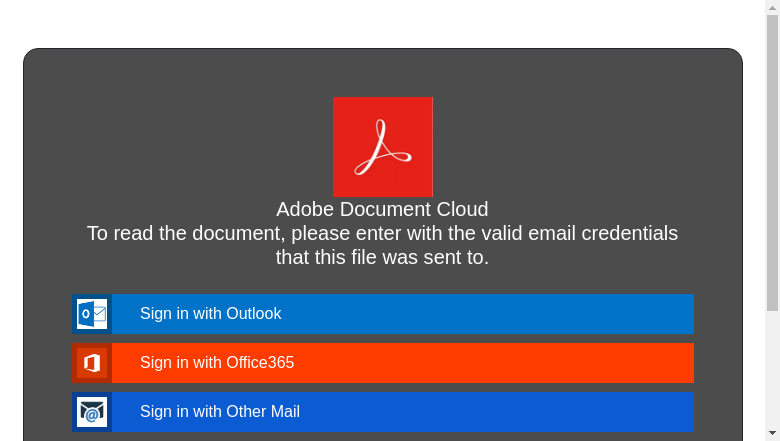 Adobe Document Cloud
To read the document, please enter with the valid email credentials
that this file was sent to.
Sign in with Outlook
Sign in with Office365
Sign in with Other Mail